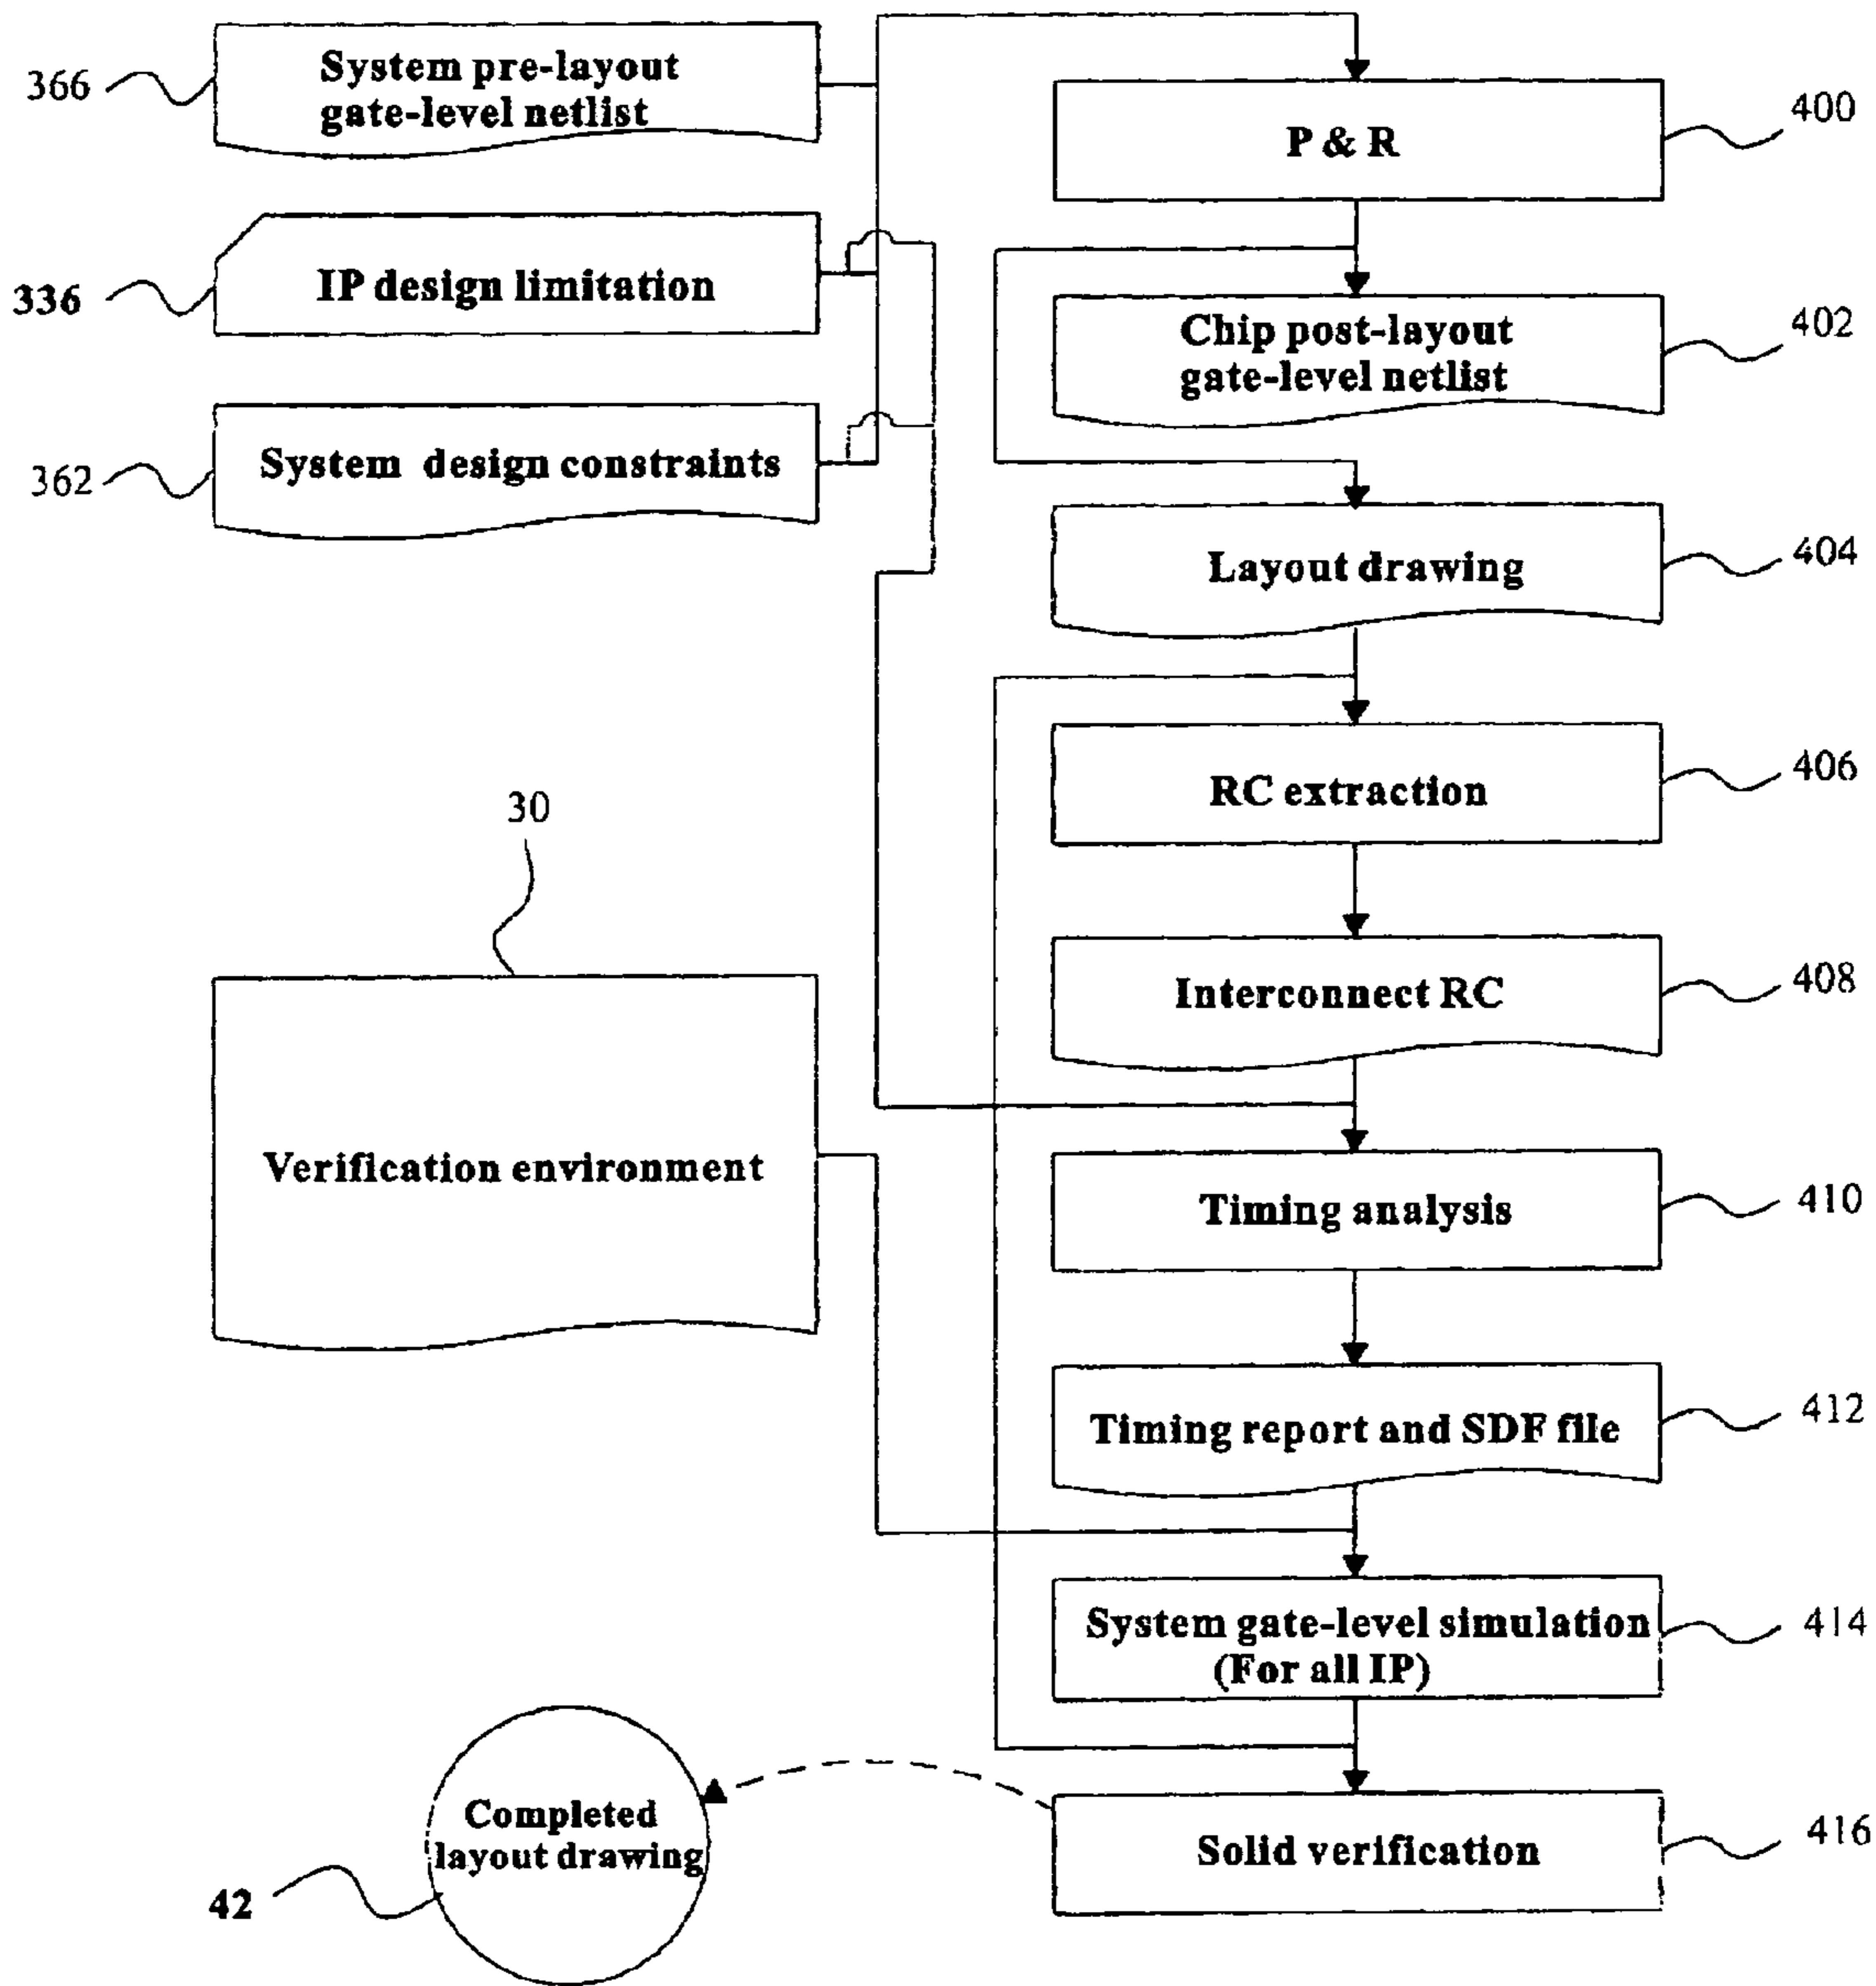 366
System pre-layout
gate-level netlist
336
IP design limitation
362
System design constraints
30
Verification environment
Completed
layout drawing
42
P & R
400
Chip post-layout
gate-level netlist
402
Layout drawing
404
RC extraction
406
Interconnect RC
408
Timing analysis
410
Timing report and SDF file
412
System gate-level simulation
(For all IP)
414
Solid verification
416